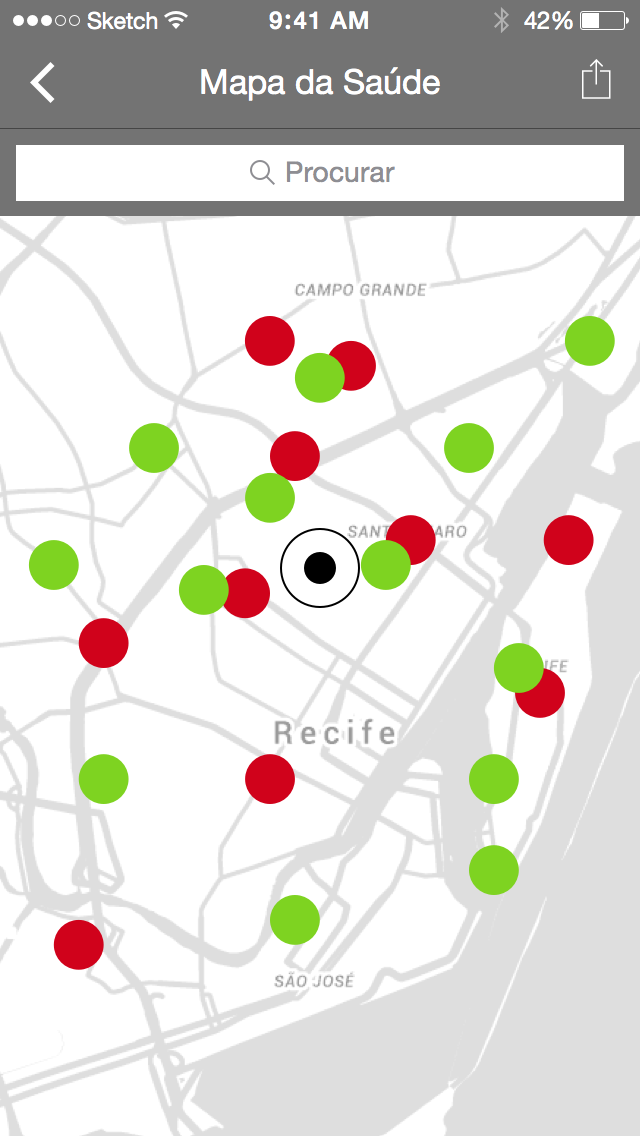 Sketch 9:41 AM 42%
Mapa da Saúde
Procurar
CAMPO GRANDE
Recife
SÃO JOSÉ